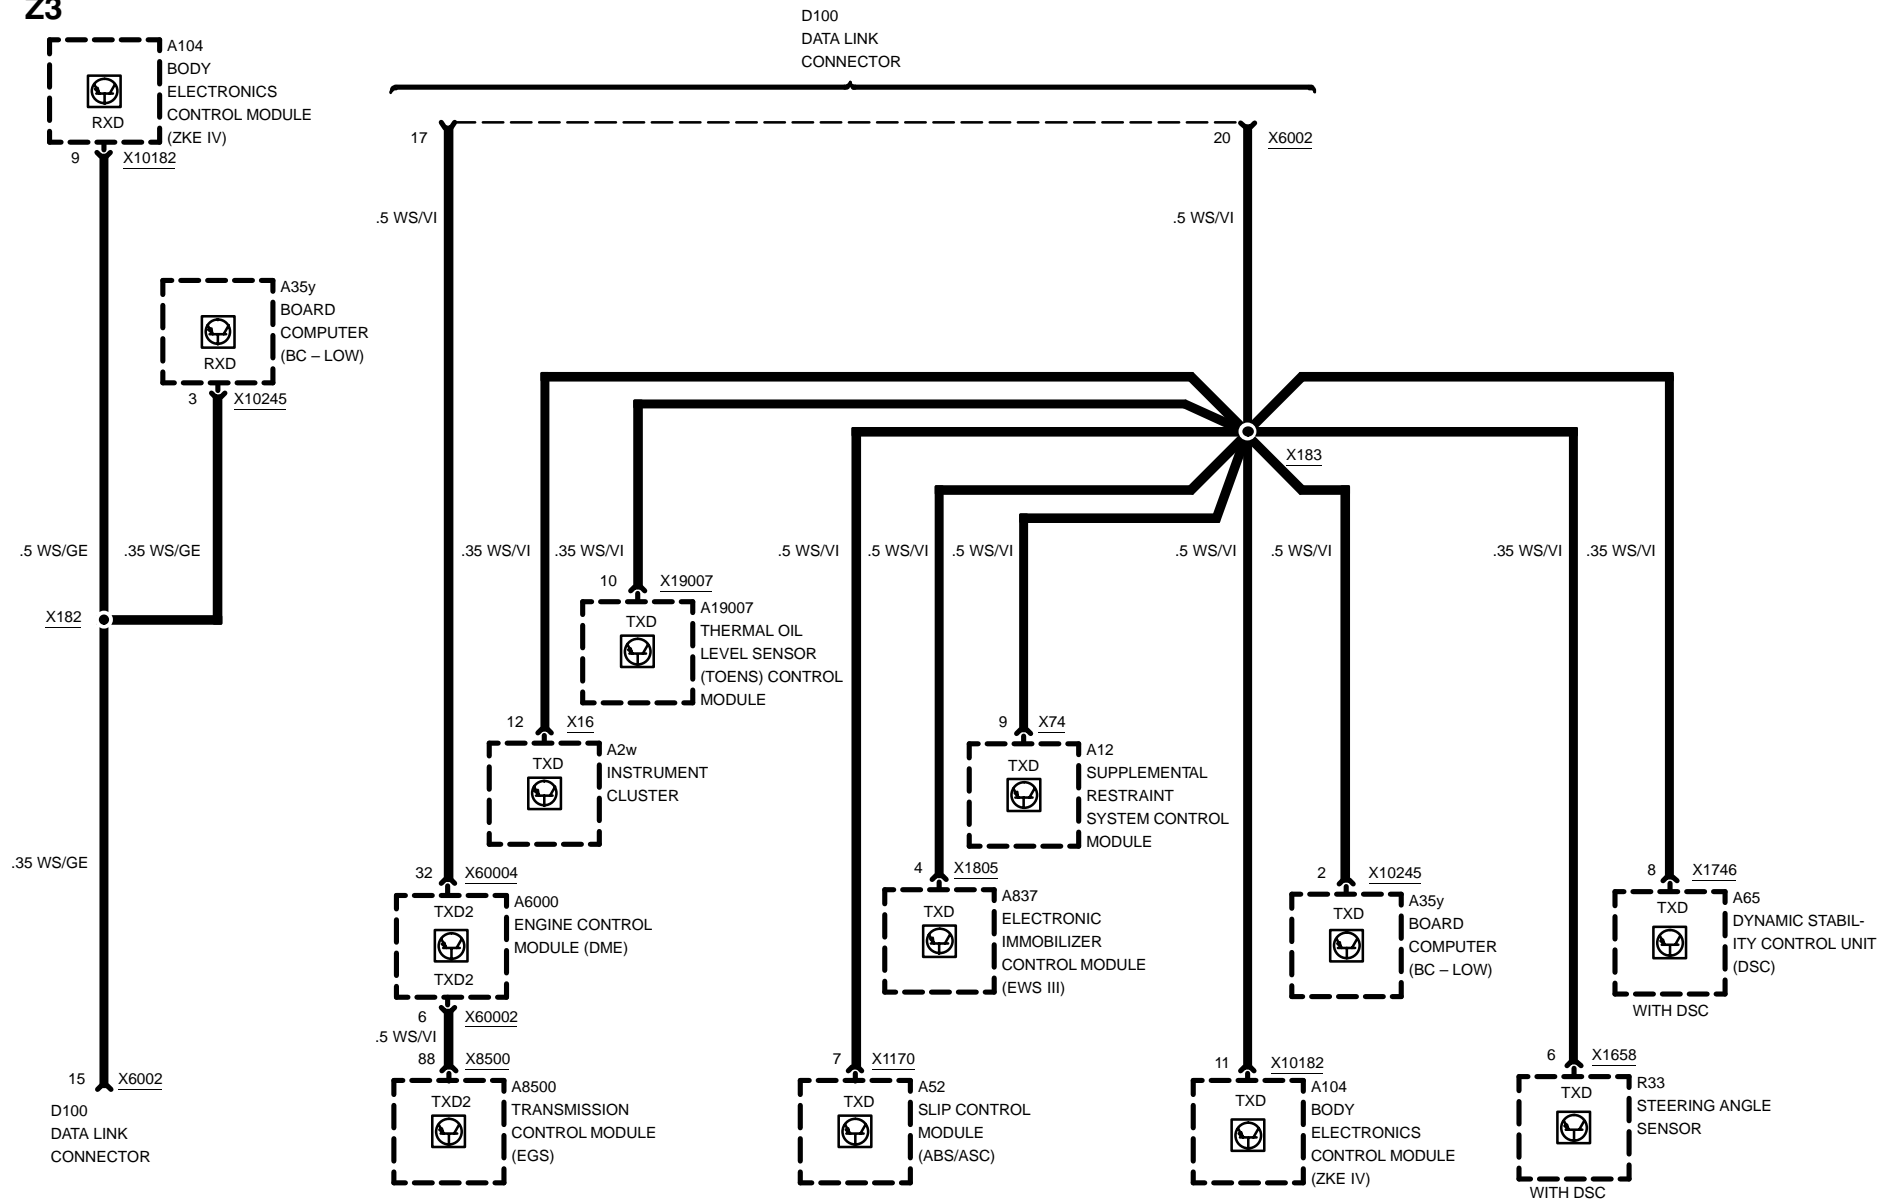 Z3
D100
DATA LINK
CONNECTOR
A104
BODY
ELECTRONICS
CONTROL MODULE
(ZKE IV)
RXD
9 X10182
17
20 X6002
.5 WS/VI
.5 WS/VI
A35y
BOARD
COMPUTER
(BC – LOW)
RXD
3 X10245
X183
.5 WS/GE
.35 WS/GE
.35 WS/VI
.35 WS/VI
.5 WS/VI
.5 WS/VI
.5 WS/VI
.5 WS/VI
.5 WS/VI
.35 WS/VI
.35 WS/VI
X182
10 X19007
TXD
A19007
THERMAL OIL
LEVEL SENSOR
(TOENS) CONTROL
MODULE
12 X16
TXD
A2w
INSTRUMENT
CLUSTER
9 X74
TXD
A12
SUPPLEMENTAL
RESTRAINT
SYSTEM CONTROL
MODULE
.35 WS/GE
32 X60004
TXD2
TXD2
A6000
ENGINE CONTROL
MODULE (DME)
6 X60002
.5 WS/VI
4 X1805
TXD
A837
ELECTRONIC
IMMOBILIZER
CONTROL MODULE
(EWS III)
2 X10245
TXD
A35y
BOARD
COMPUTER
(BC – LOW)
8 X1746
TXD
A65
DYNAMIC STABIL-
ITY CONTROL UNIT
(DSC)
WITH DSC
15 X6002
D100
DATA LINK
CONNECTOR
88 X8500
TXD2
A8500
TRANSMISSION
CONTROL MODULE
(EGS)
7 X1170
TXD
A52
SLIP CONTROL
MODULE
(ABS/ASC)
11 X10182
TXD
A104
BODY
ELECTRONICS
CONTROL MODULE
(ZKE IV)
6 X1658
TXD
R33
STEERING ANGLE
SENSOR
WITH DSC